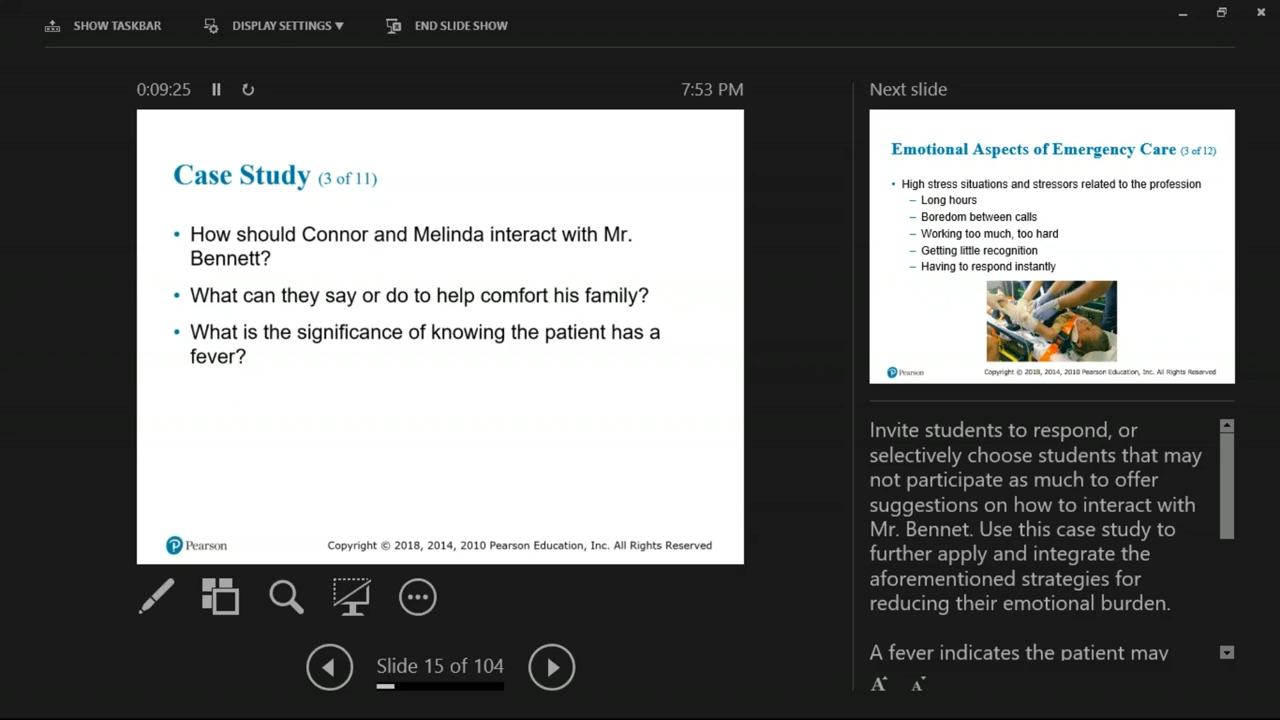 SHOW TASKBAR
DISPLAY SETTINGS ▼
END SLIDE SHOW
0:09:25
7:53 PM
Case Study (3 of 11)
• How should Connor and Melinda interact with Mr.
Bennett?
• What can they say or do to help comfort his family?
• What is the significance of knowing the patient has a
fever?
Pearson
Copyright © 2018, 2014, 2010 Pearson Education, Inc. All Rights Reserved
Slide 15 of 104
Next slide
Emotional Aspects of Emergency Care (3 of 12)
• High stress situations and stressors related to the profession
– Long hours
– Boredom between calls
– Working too much, too hard
– Getting little recognition
– Having to respond instantly
Pearson
Copyright © 2018, 2014, 2010 Pearson Education, Inc. All Rights Reserved
Invite students to respond, or
selectively choose students that may
not participate as much to offer
suggestions on how to interact with
Mr. Bennet. Use this case study to
further apply and integrate the
aforementioned strategies for
reducing their emotional burden.
A fever indicates the patient may
A A